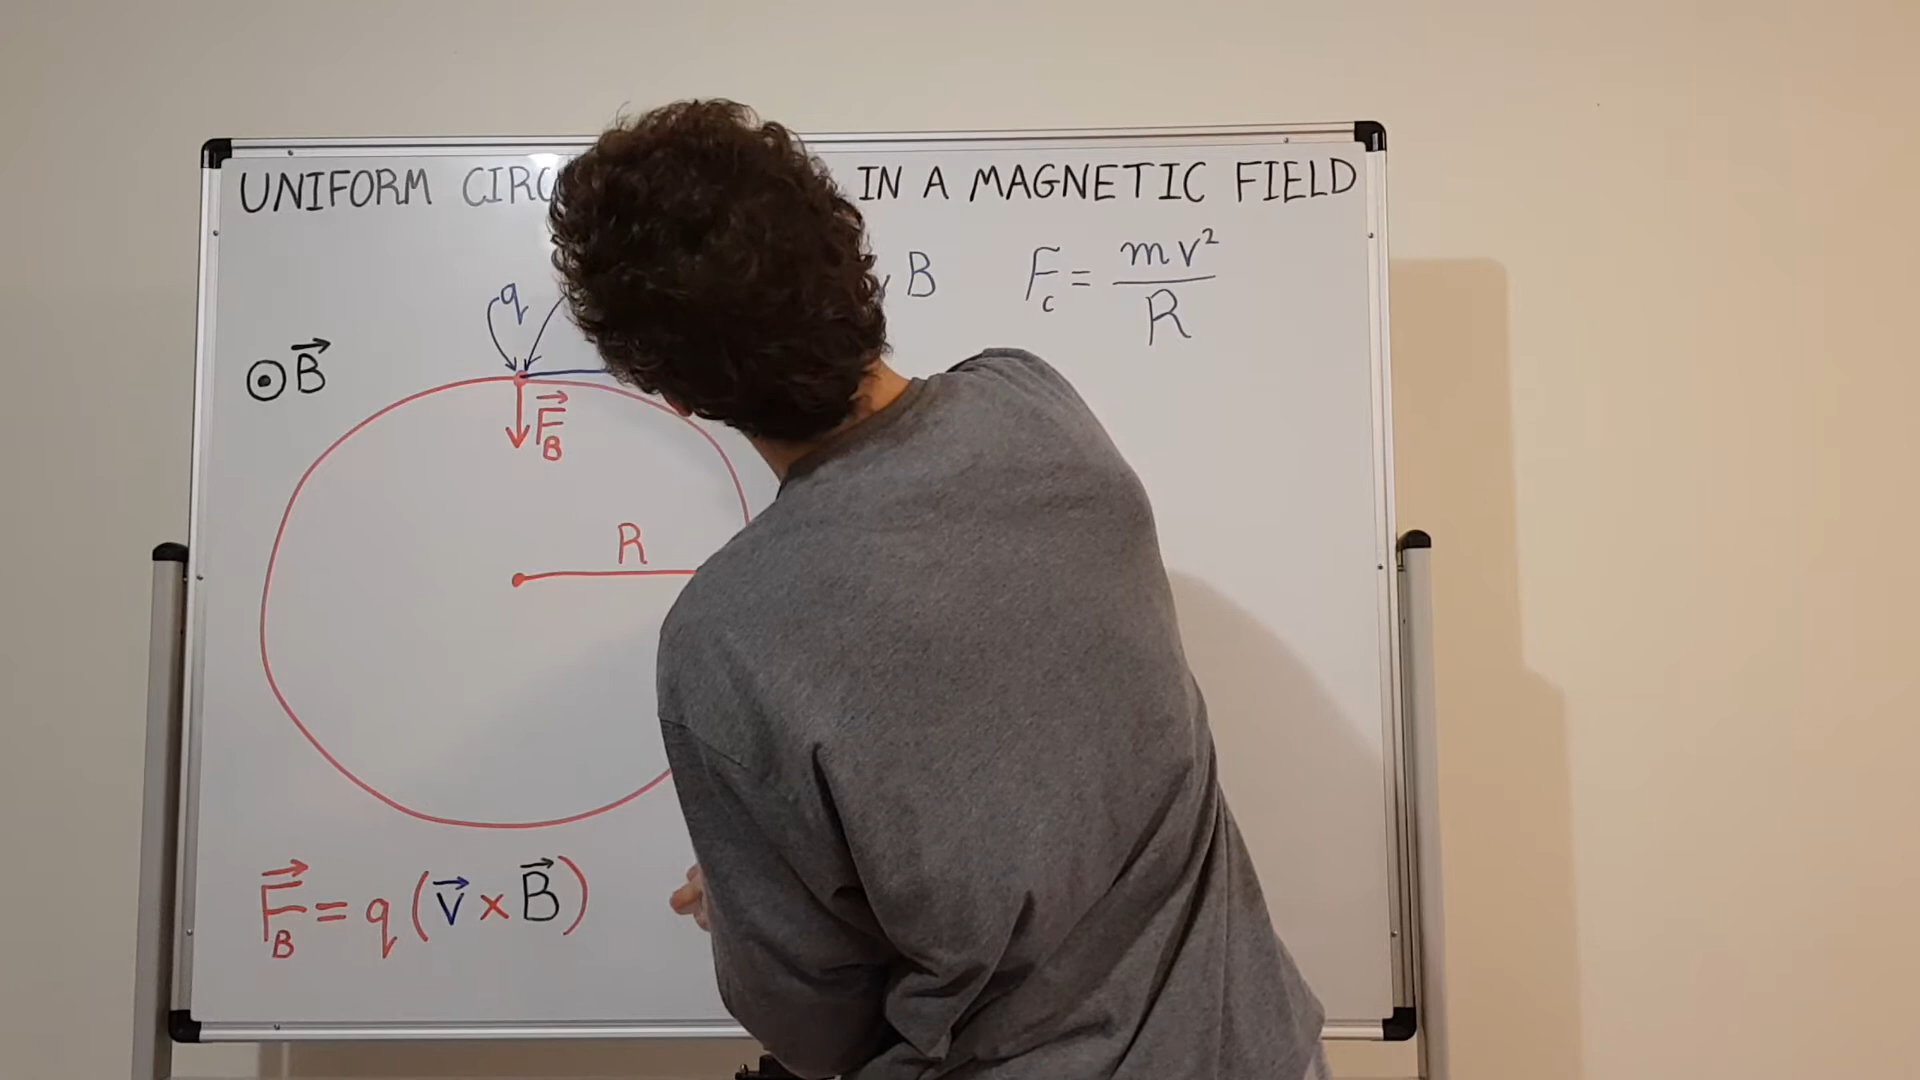 UNIFORM CIRC IN A MAGNETIC FIELD
B F_c = mv²/R
q
⊙ B⃗
F⃗_B
R
F⃗_B = q (v⃗ × B⃗)